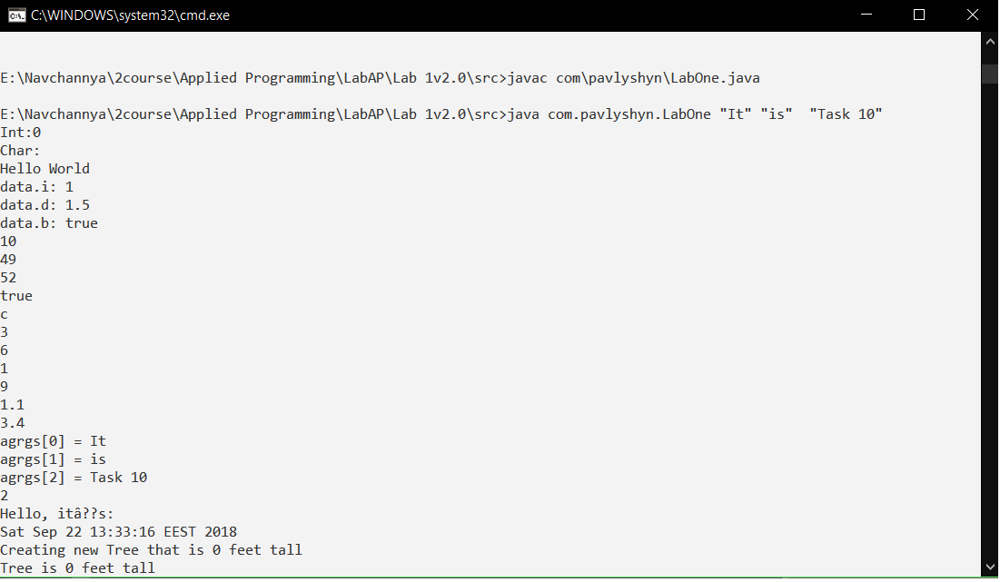 C:\WINDOWS\system32\cmd.exe
E:\Navchannya\2course\Applied Programming\LabAP\Lab 1v2.0\src>javac com\pavlyshyn\LabOne.java
E:\Navchannya\2course\Applied Programming\LabAP\Lab 1v2.0\src>java com.pavlyshyn.LabOne "It" "is"  "Task 10"
Int:0
Char:
Hello World
data.i: 1
data.d: 1.5
data.b: true
10
49
52
true
c
3
6
1
9
1.1
3.4
agrgs[0] = It
agrgs[1] = is
agrgs[2] = Task 10
2
Hello, itâ??s:
Sat Sep 22 13:33:16 EEST 2018
Creating new Tree that is 0 feet tall
Tree is 0 feet tall